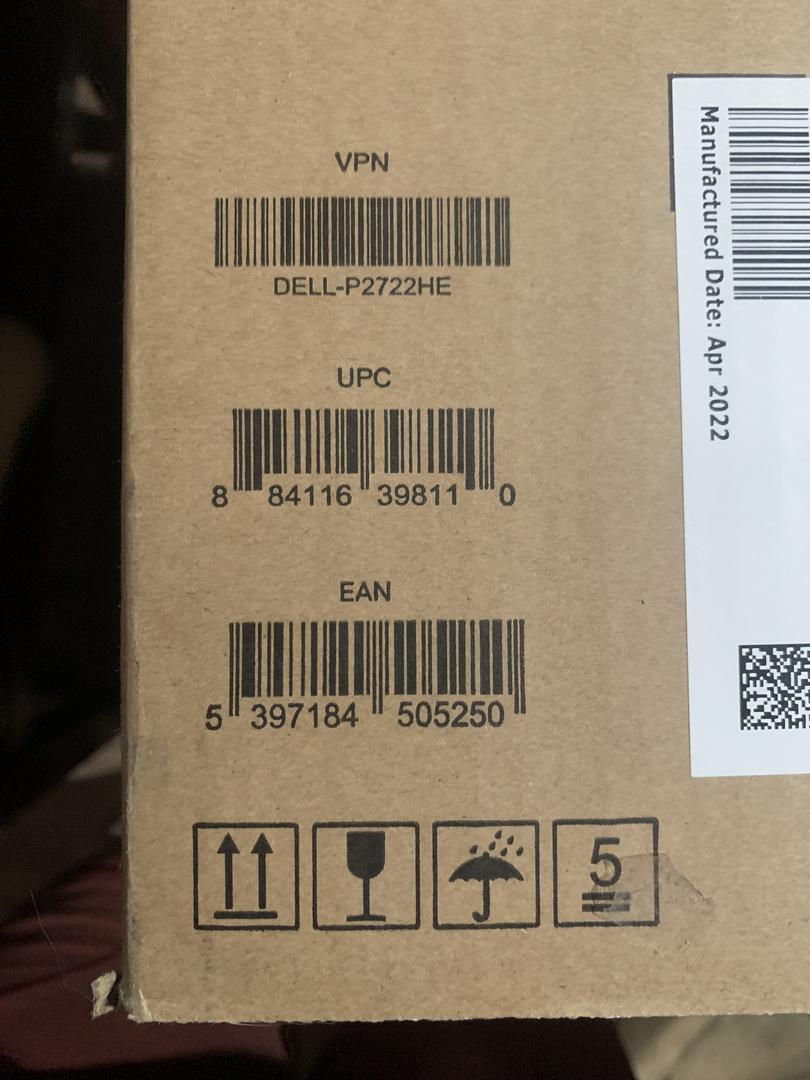 VPN
DELL-P2722HE
UPC
8 84116 39811 0
EAN
5 397184 505250
5
Manufactured Date: Apr 2022